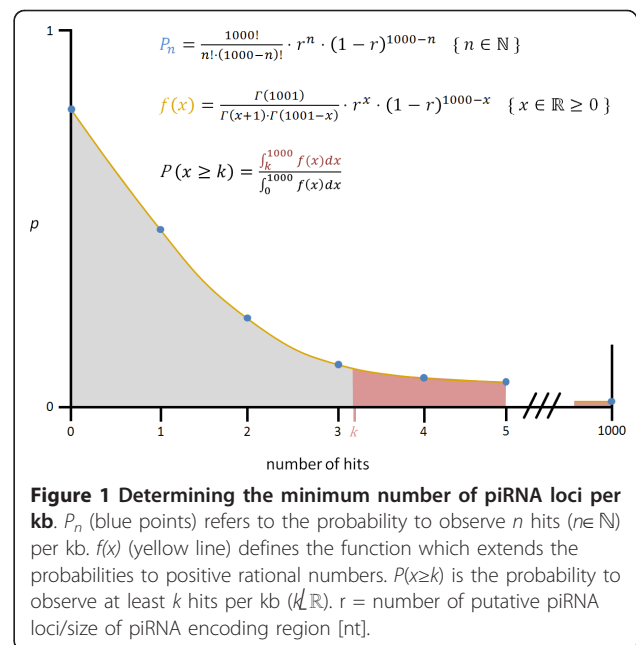 1
P_n = 1000! / n!·(1000−n)! · r^n · (1 − r)^{1000−n} { n ∈ ℕ }
f(x) = Γ(1001) / Γ(x+1)·Γ(1001−x) · r^x · (1 − r)^{1000−x} { x ∈ ℝ ≥ 0 }
P(x ≥ k) = ∫_k^{1000} f(x)dx / ∫_0^{1000} f(x)dx
p
0
0 1 2 3 k 4 5 1000
number of hits
Figure 1 Determining the minimum number of piRNA loci per
kb. P_n (blue points) refers to the probability to observe n hits (n∈ ℕ)
per kb. f(x) (yellow line) defines the function which extends the
probabilities to positive rational numbers. P(x≥k) is the probability to
observe at least k hits per kb (k ℝ). r = number of putative piRNA
loci/size of piRNA encoding region [nt].